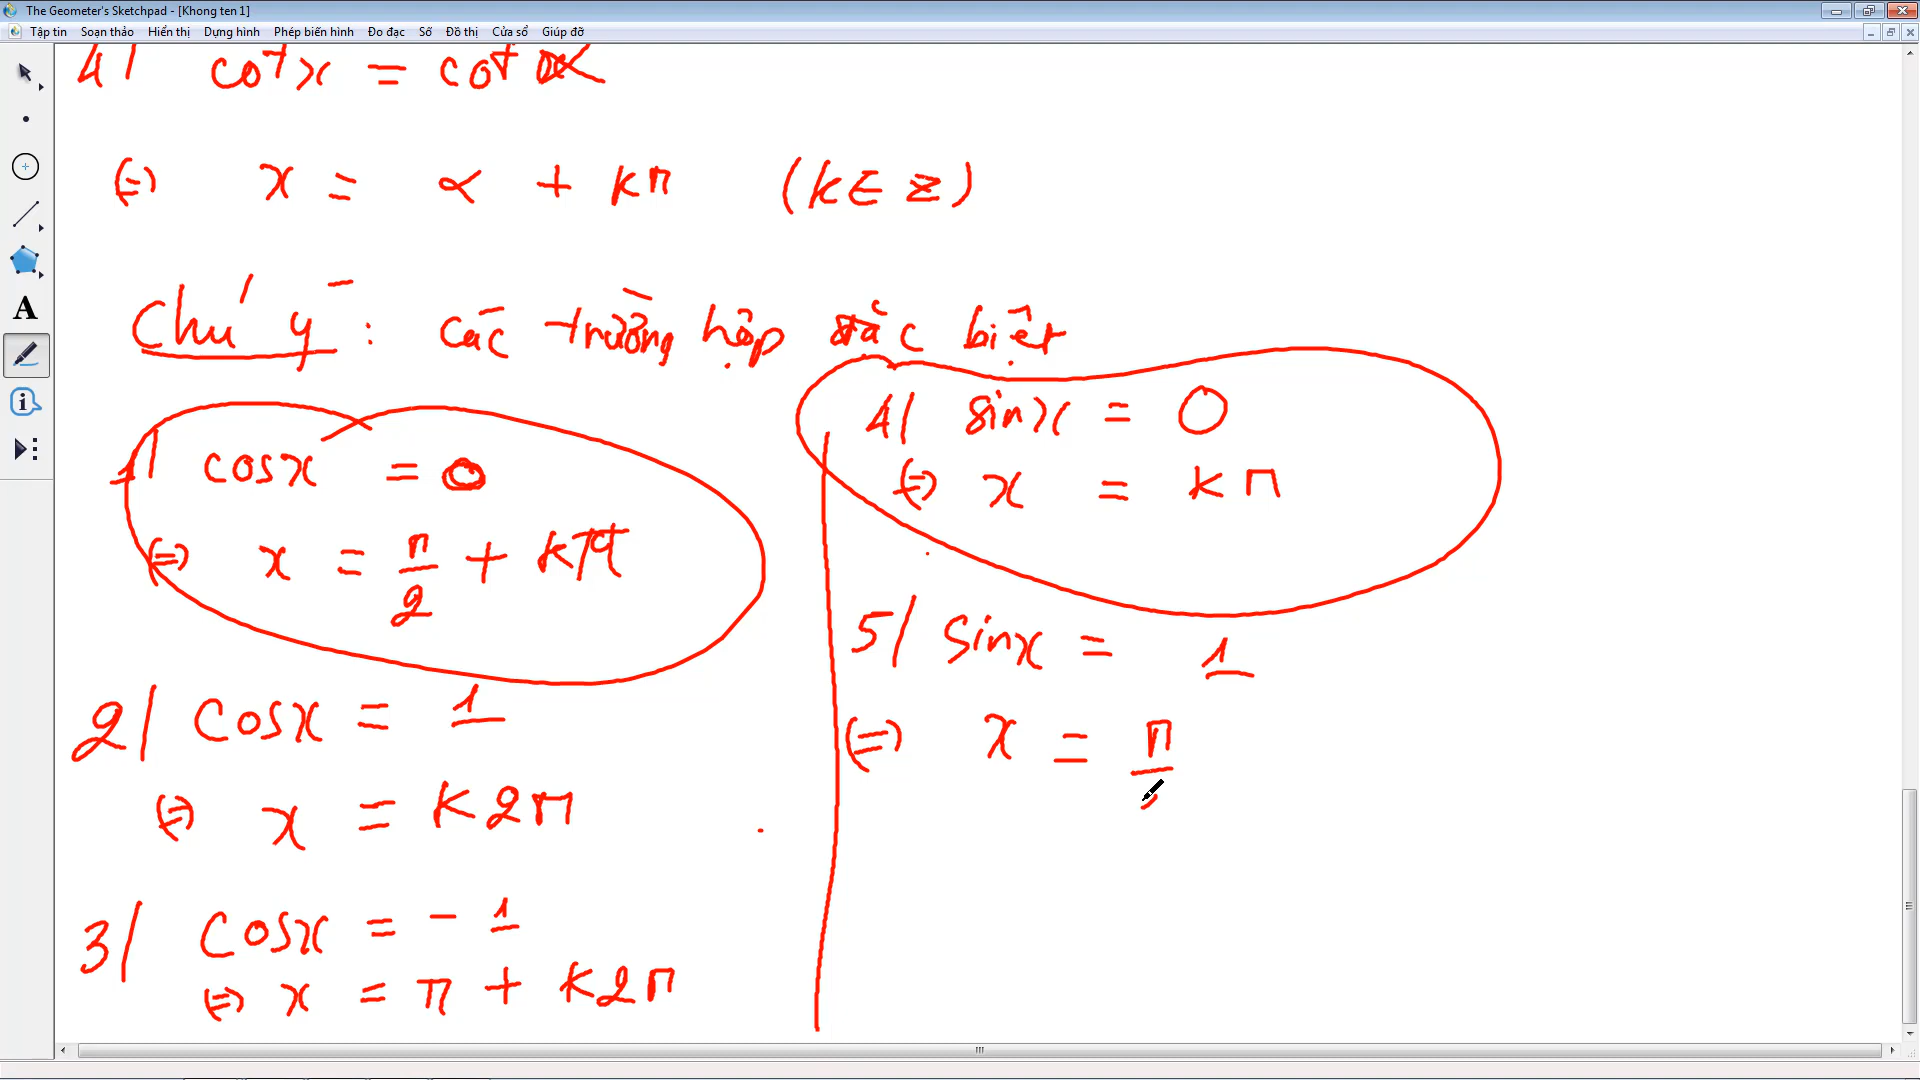 The Geometer's Sketchpad - [Khong ten 1]
Tập tin Soạn thảo Hiển thị Dựng hình Phép biến hình Đo đạc Số Đồ thị Cửa sổ Giúp đỡ
4/ cotx = cot α
⇔ x = α + kπ (k∈Z)
Chú ý : các trường hợp đặc biệt
1/ cosx = 0
⇔ x = π/2 + kπ
2/ cosx = 1
⇔ x = k2π
3/ cosx = -1
⇔ x = π + k2π
4/ sinx = 0
⇔ x = kπ
5/ sinx = 1
⇔ x = π
A